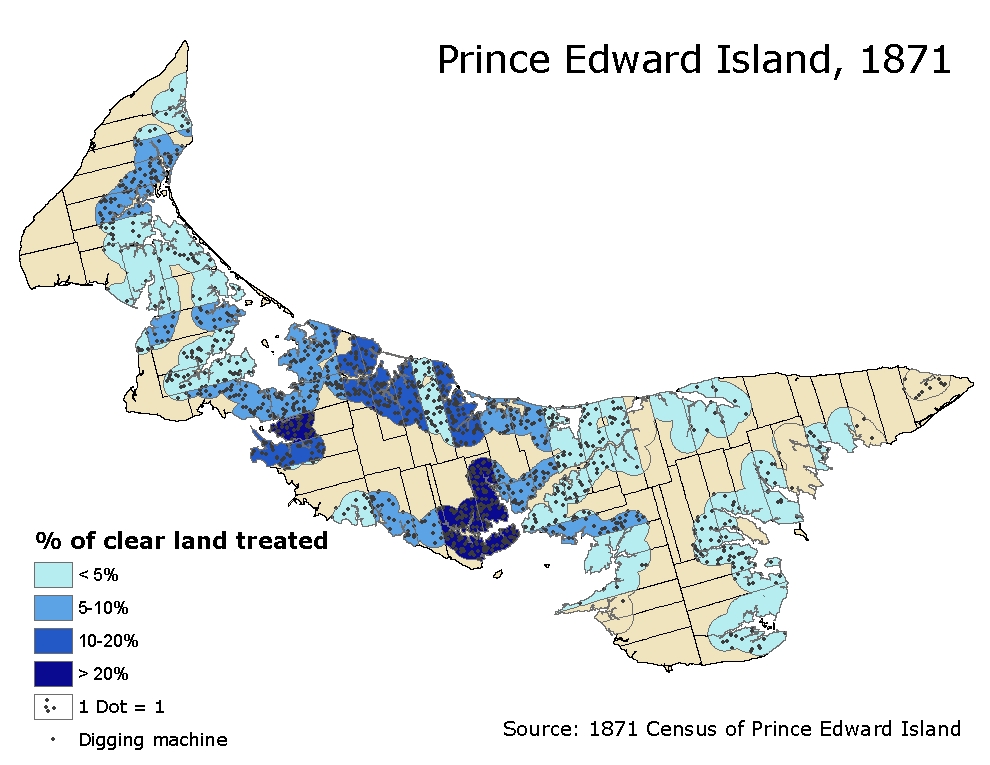 Prince Edward Island, 1871
% of clear land treated
< 5%
5-10%
10-20%
> 20%
1 Dot = 1
Digging machine
Source: 1871 Census of Prince Edward Island